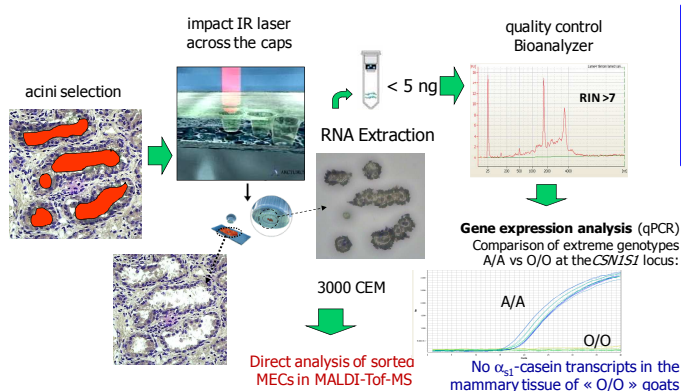 impact IR laser
across the caps
quality control
Bioanalyzer
acini selection
< 5 ng
RIN >7
RNA Extraction
Gene expression analysis (qPCR)
Comparison of extreme genotypes
A/A vs O/O at the CSN1S1 locus:
3000 CEM
A/A
O/O
Direct analysis of sorted
MECs in MALDI-Tof-MS
No αs1-casein transcripts in the
mammary tissue of « O/O » goats